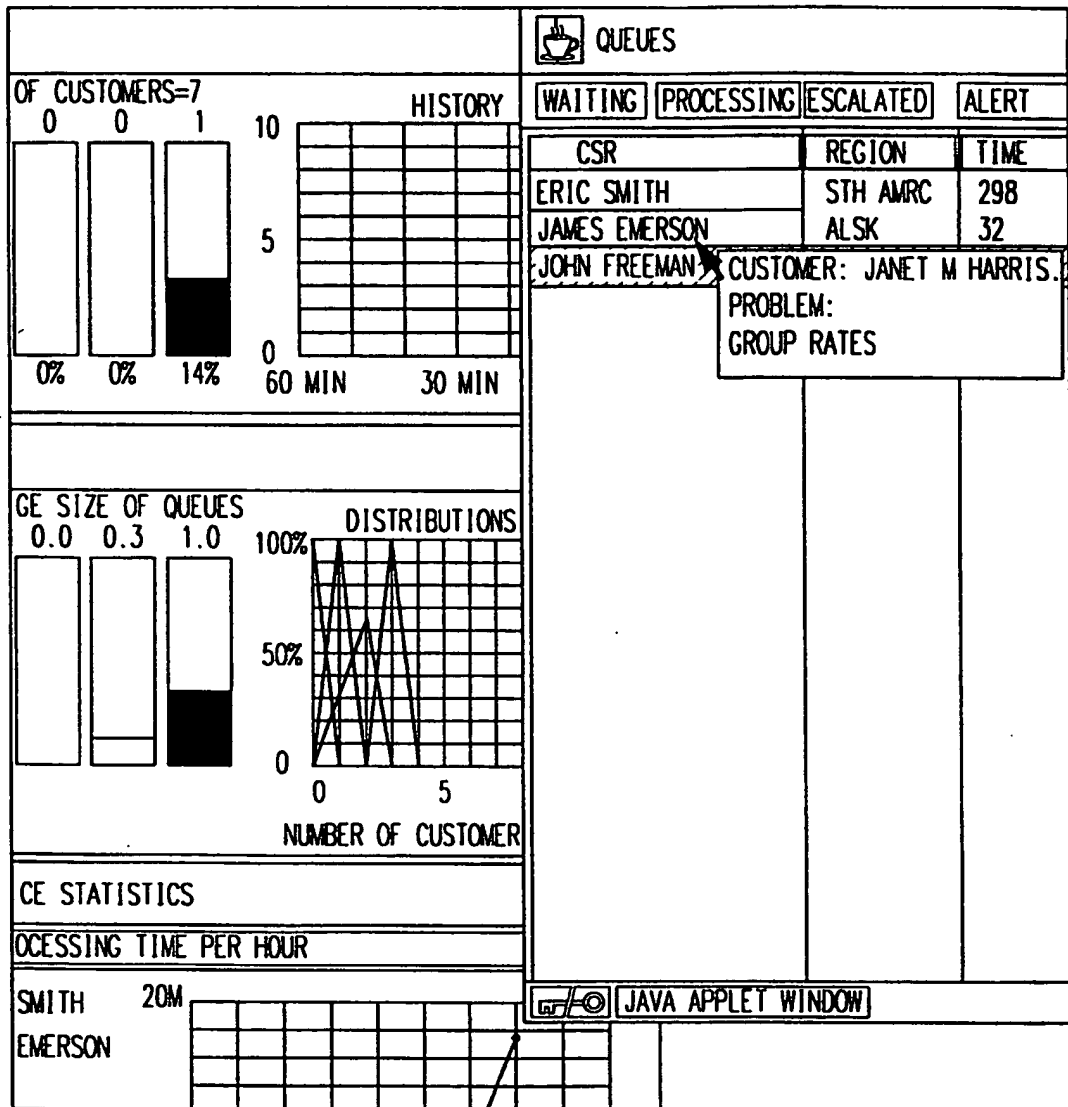 OF CUSTOMERS=7
0 0 1
HISTORY
10
5
0
0% 0% 14%
60 MIN 30 MIN
GE SIZE OF QUEUES
0.0 0.3 1.0
DISTRIBUTIONS
100%
50%
0
0 5
NUMBER OF CUSTOMER
CE STATISTICS
OCESSING TIME PER HOUR
SMITH 20M
EMERSON
QUEUES
WAITING PROCESSING ESCALATED ALERT
CSR REGION TIME
ERIC SMITH STH AMRC 298
JAMES EMERSON ALSK 32
JOHN FREEMAN
CUSTOMER: JANET M HARRIS.
PROBLEM:
GROUP RATES
JAVA APPLET WINDOW